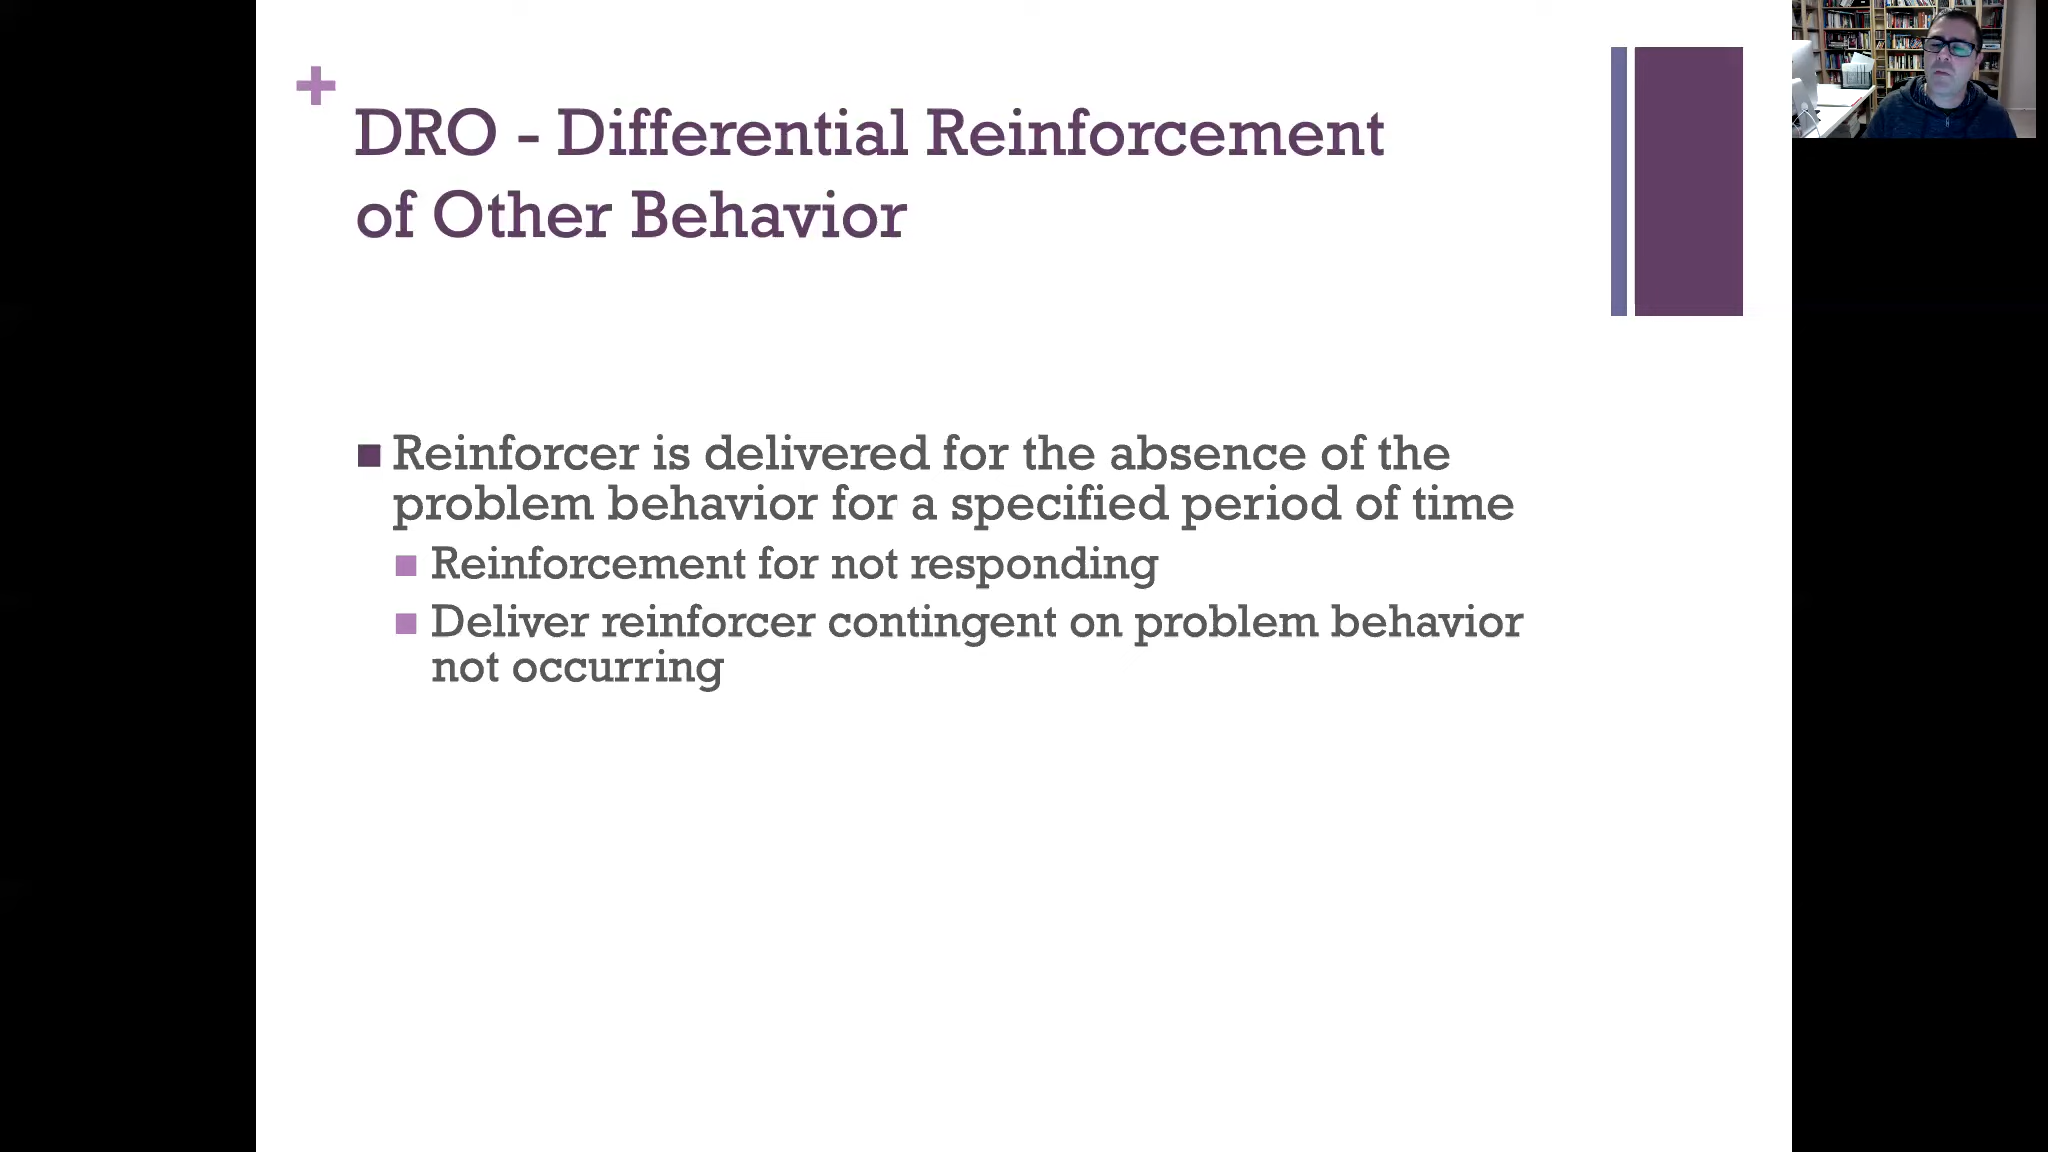 DRO - Differential Reinforcement
of Other Behavior
Reinforcer is delivered for the absence of the
problem behavior for a specified period of time
Reinforcement for not responding
Deliver reinforcer contingent on problem behavior
not occurring